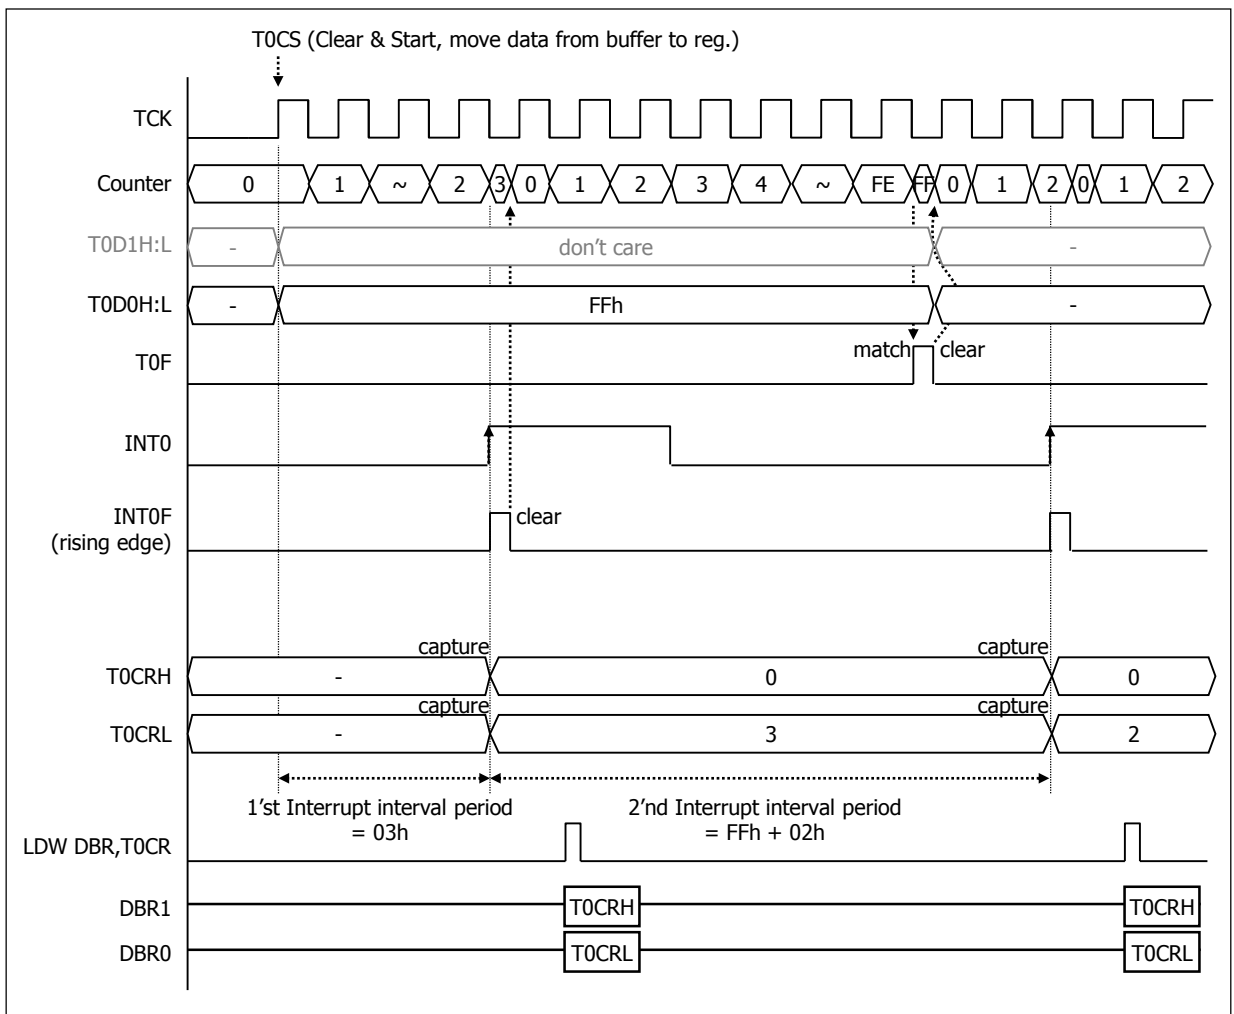 T0CS (Clear & Start, move data from buffer to reg.)
TCK
Counter 0 1 ~ 2 3 0 1 2 3 4 ~ FE FF 0 1 2 0 1 2
T0D1H:L - don't care -
T0D0H:L - FFh -
match clear
T0F
INT0
INT0F clear
(rising edge)
capture capture
T0CRH - 0 0
capture capture
T0CRL - 3 2
1'st Interrupt interval period 2'nd Interrupt interval period
= 03h = FFh + 02h
LDW DBR,T0CR
DBR1 T0CRH T0CRH
DBR0 T0CRL T0CRL